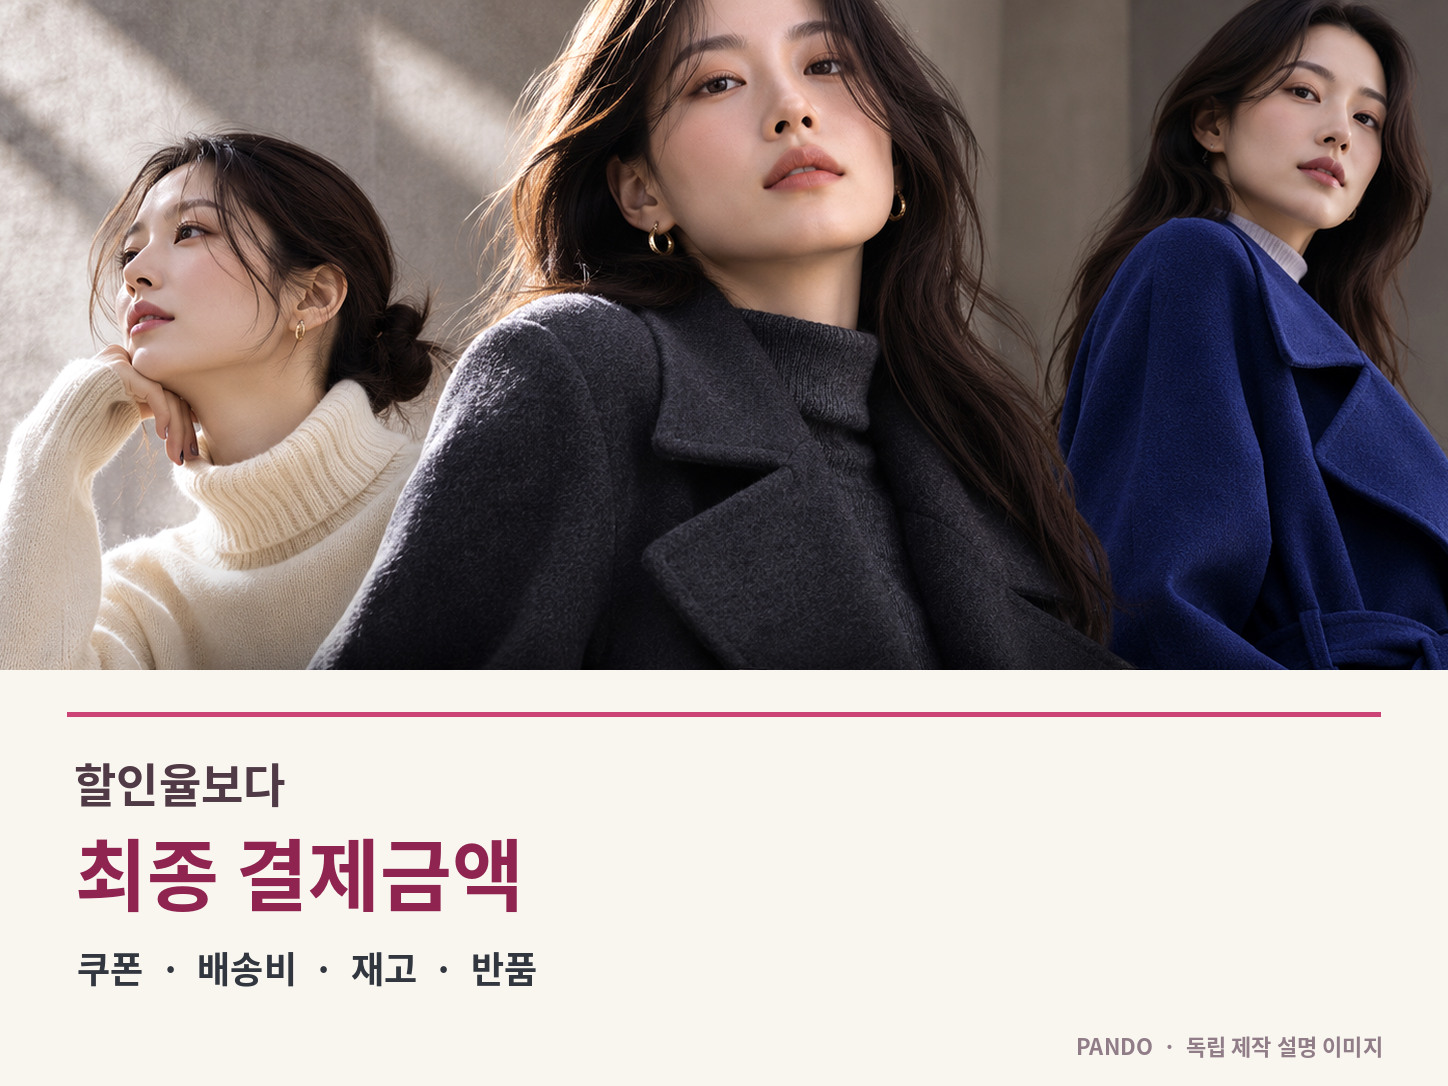 할인율보다
최종 결제금액
쿠폰 · 배송비 · 재고 · 반품
PANDO · 독립 제작 설명 이미지